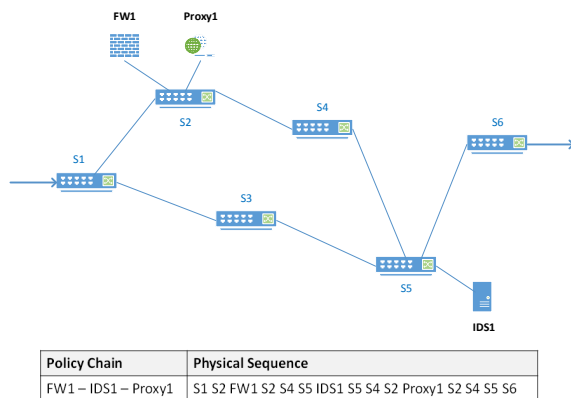 FW1 Proxy1
S2
S4
S6
S1
S3
S5
IDS1
Policy Chain Physical Sequence
FW1 – IDS1 – Proxy1 S1 S2 FW1 S2 S4 S5 IDS1 S5 S4 S2 Proxy1 S2 S4 S5 S6